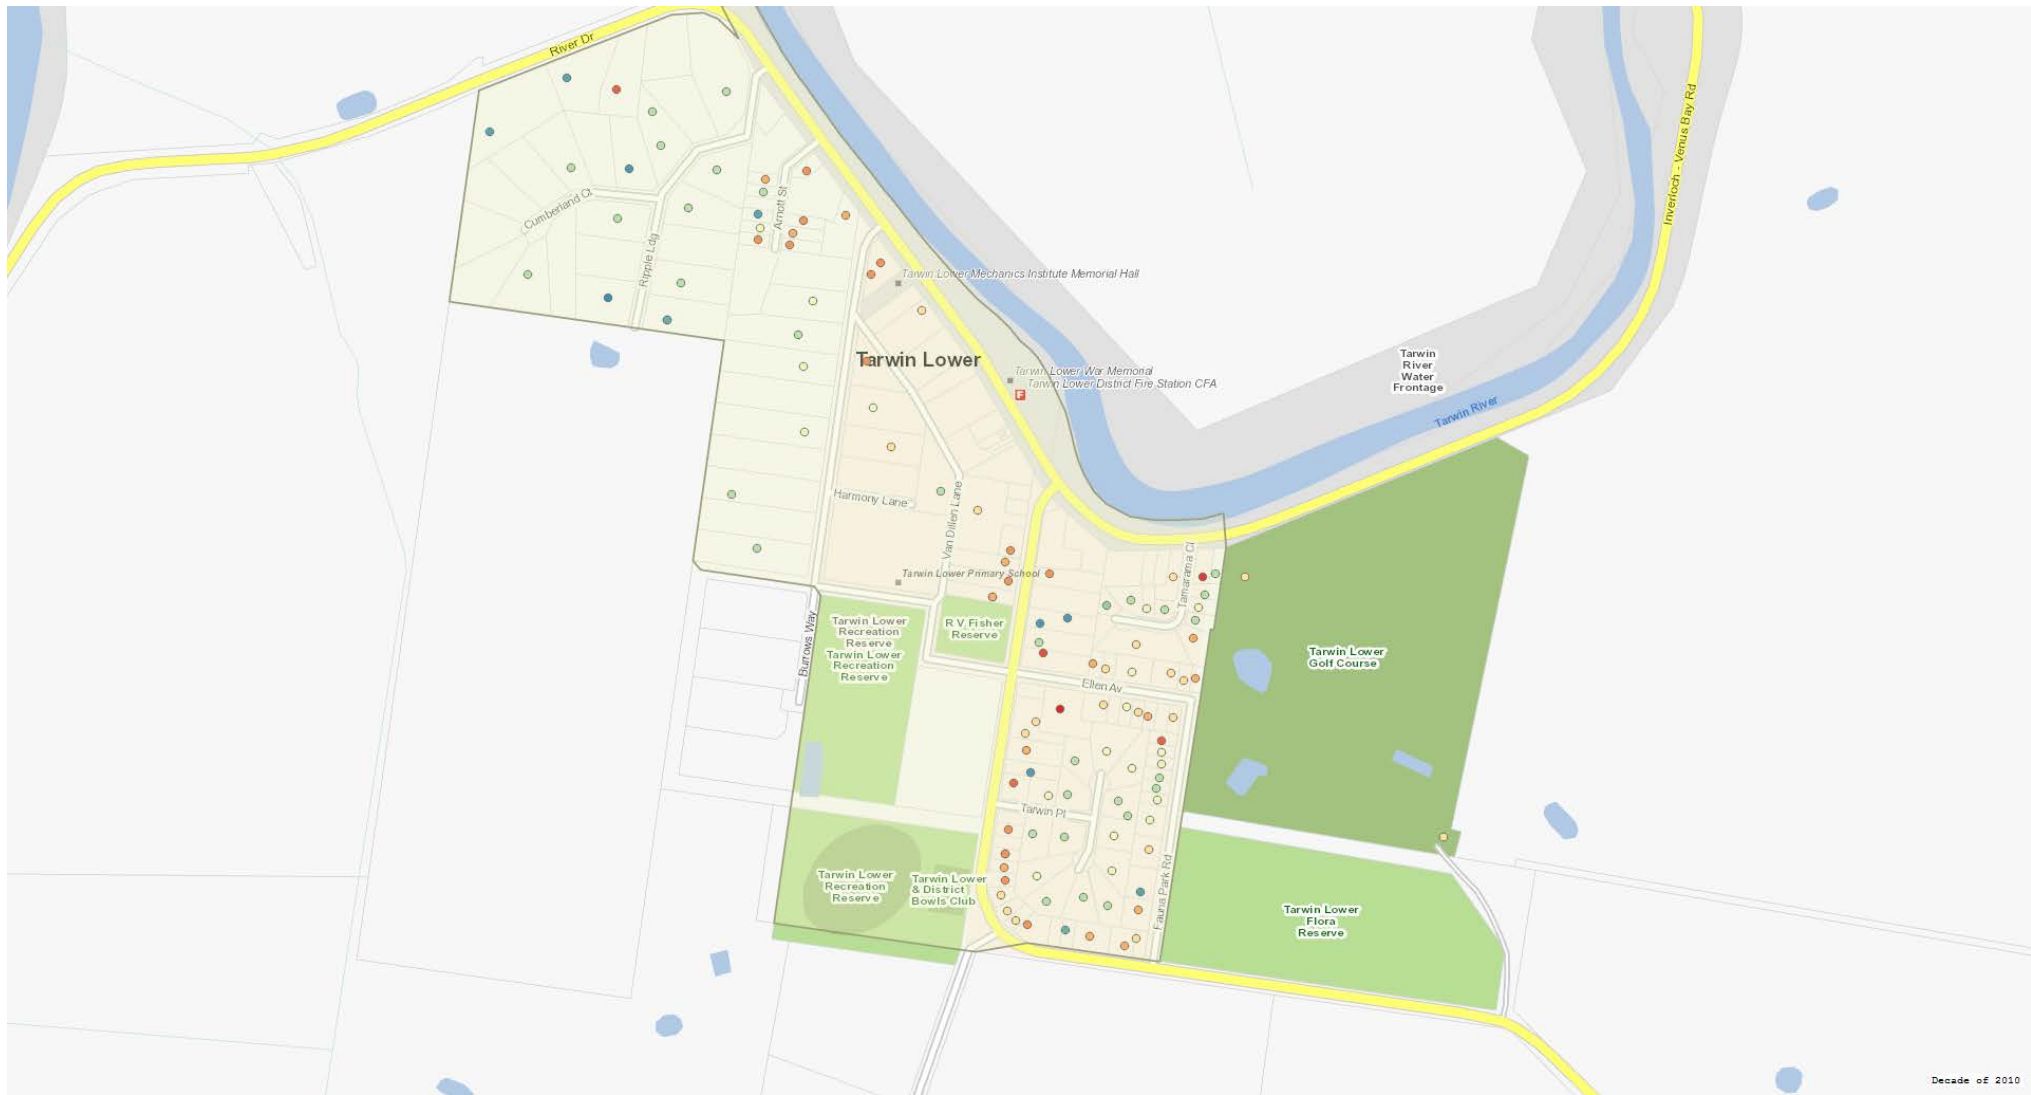 River Dr
Inverloch - Venus Bay Rd
Cumberland Ct
Arnott St
Ripple Ldg
Tarwin Lower Mechanics Institute Memorial Hall
Tarwin Lower
Tarwin Lower War Memorial
Tarwin Lower District Fire Station CFA
F
Tarwin
River
Water
Frontage
Tarwin River
Harmony Lane
Van Dillen Lane
Tarwin Lower Primary School
Tamarama Cl
Burrows Way
Tarwin Lower
Recreation
Reserve
Tarwin Lower
Recreation
Reserve
R V Fisher
Reserve
Tarwin Lower
Golf Course
Ellen Av
Tarwin Pl
Fauna Park Rd
Tarwin Lower
Recreation
Reserve
Tarwin Lower
& District
Bowls Club
Tarwin Lower
Flora
Reserve
Decade of 2010